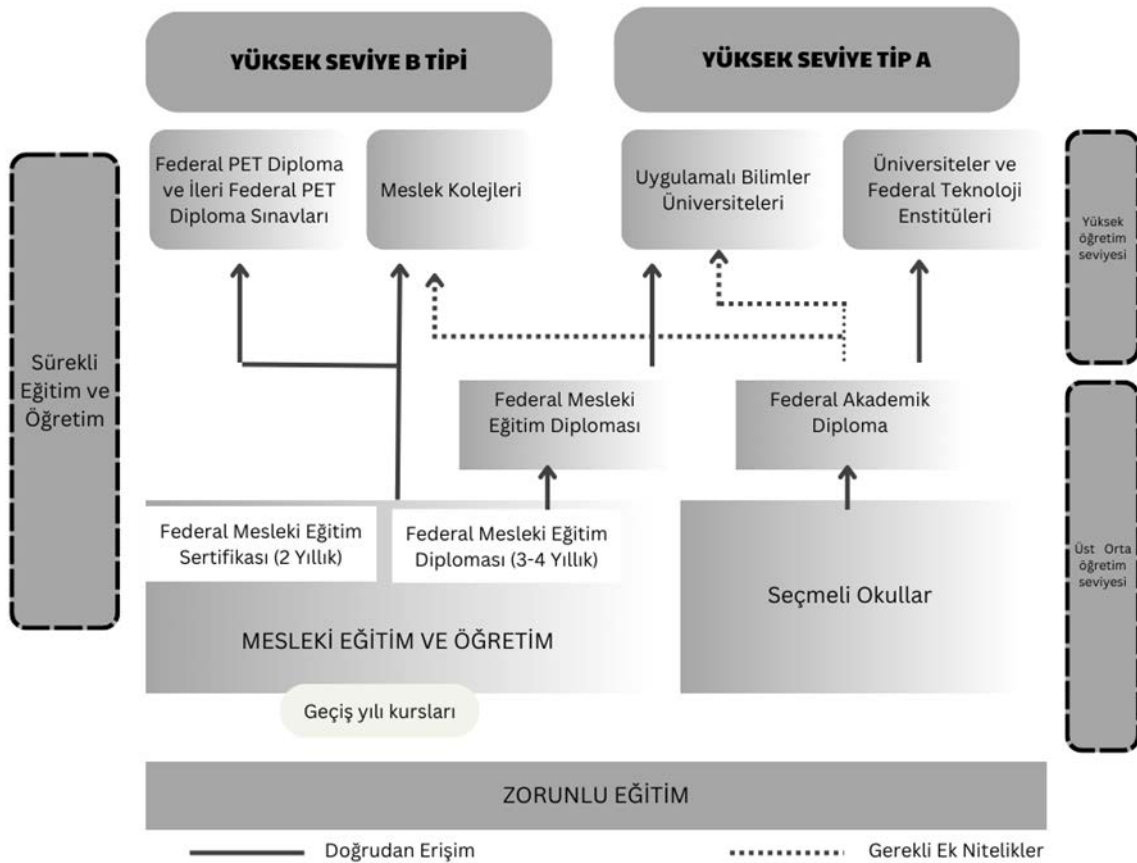 YÜKSEK SEVİYE B TİPİ
YÜKSEK SEVİYE TİP A
Federal PET Diploma
ve İleri Federal PET
Diploma Sınavları
Meslek Kolejleri
Uygulamalı Bilimler
Üniversiteleri
Üniversiteler ve
Federal Teknoloji
Enstitüleri
Yüksek
öğretim
seviyesi
Sürekli
Eğitim ve
Öğretim
Federal Mesleki
Eğitim Diploması
Federal Akademik
Diploma
Federal Mesleki Eğitim
Sertifikası (2 Yıllık)
Federal Mesleki Eğitim
Diploması (3-4 Yıllık)
Seçmeli Okullar
Üst Orta
öğretim
seviyesi
MESLEKİ EĞİTİM VE ÖĞRETİM
Geçiş yılı kursları
ZORUNLU EĞİTİM
Doğrudan Erişim
Gerekli Ek Nitelikler